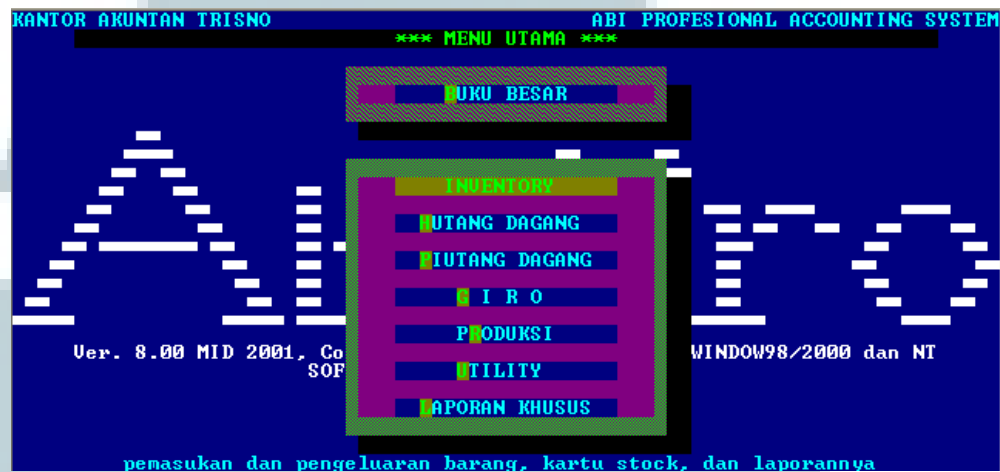 KANTOR AKUNTAN TRISNO ABI PROFESIONAL ACCOUNTING SYSTEM
*** MENU UTAMA ***
BUKU BESAR
INVENTORY
HUTANG DAGANG
PIUTANG DAGANG
G I R O
PRODUKSI
UTILITY
LAPORAN KHUSUS
Ver. 8.00 MID 2001, Co WINDOW98/2000 dan NT
SOF
pemasukan dan pengeluaran barang, kartu stock, dan laporannya